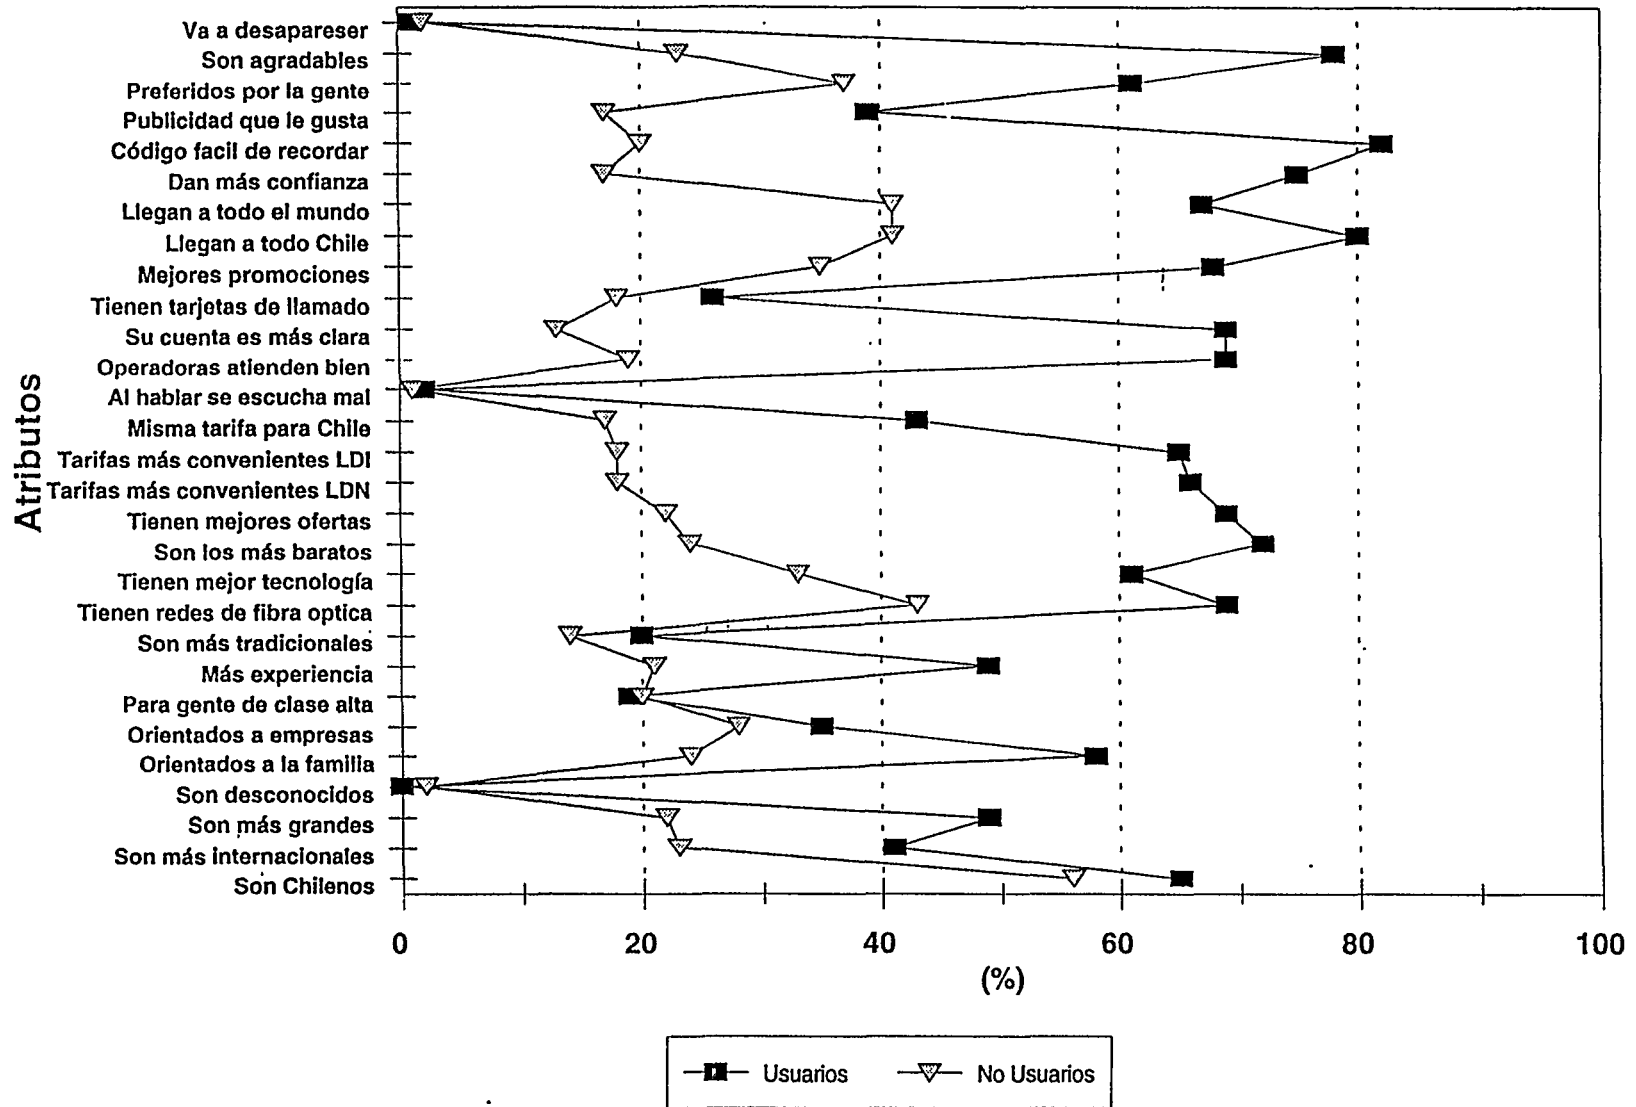 Va a desapareser
Son agradables
Preferidos por la gente
Publicidad que le gusta
Código facil de recordar
Dan más confianza
Llegan a todo el mundo
Llegan a todo Chile
Mejores promociones
Tienen tarjetas de llamado
Su cuenta es más clara
Operadoras atienden bien
Al hablar se escucha mal
Misma tarifa para Chile
Tarifas más convenientes LDI
Tarifas más convenientes LDN
Tienen mejores ofertas
Son los más baratos
Tienen mejor tecnología
Tienen redes de fibra optica
Son más tradicionales
Más experiencia
Para gente de clase alta
Orientados a empresas
Orientados a la familia
Son desconocidos
Son más grandes
Son más internacionales
Son Chilenos
Atributos
0 20 40 60 80 100
(%)
Usuarios No Usuarios